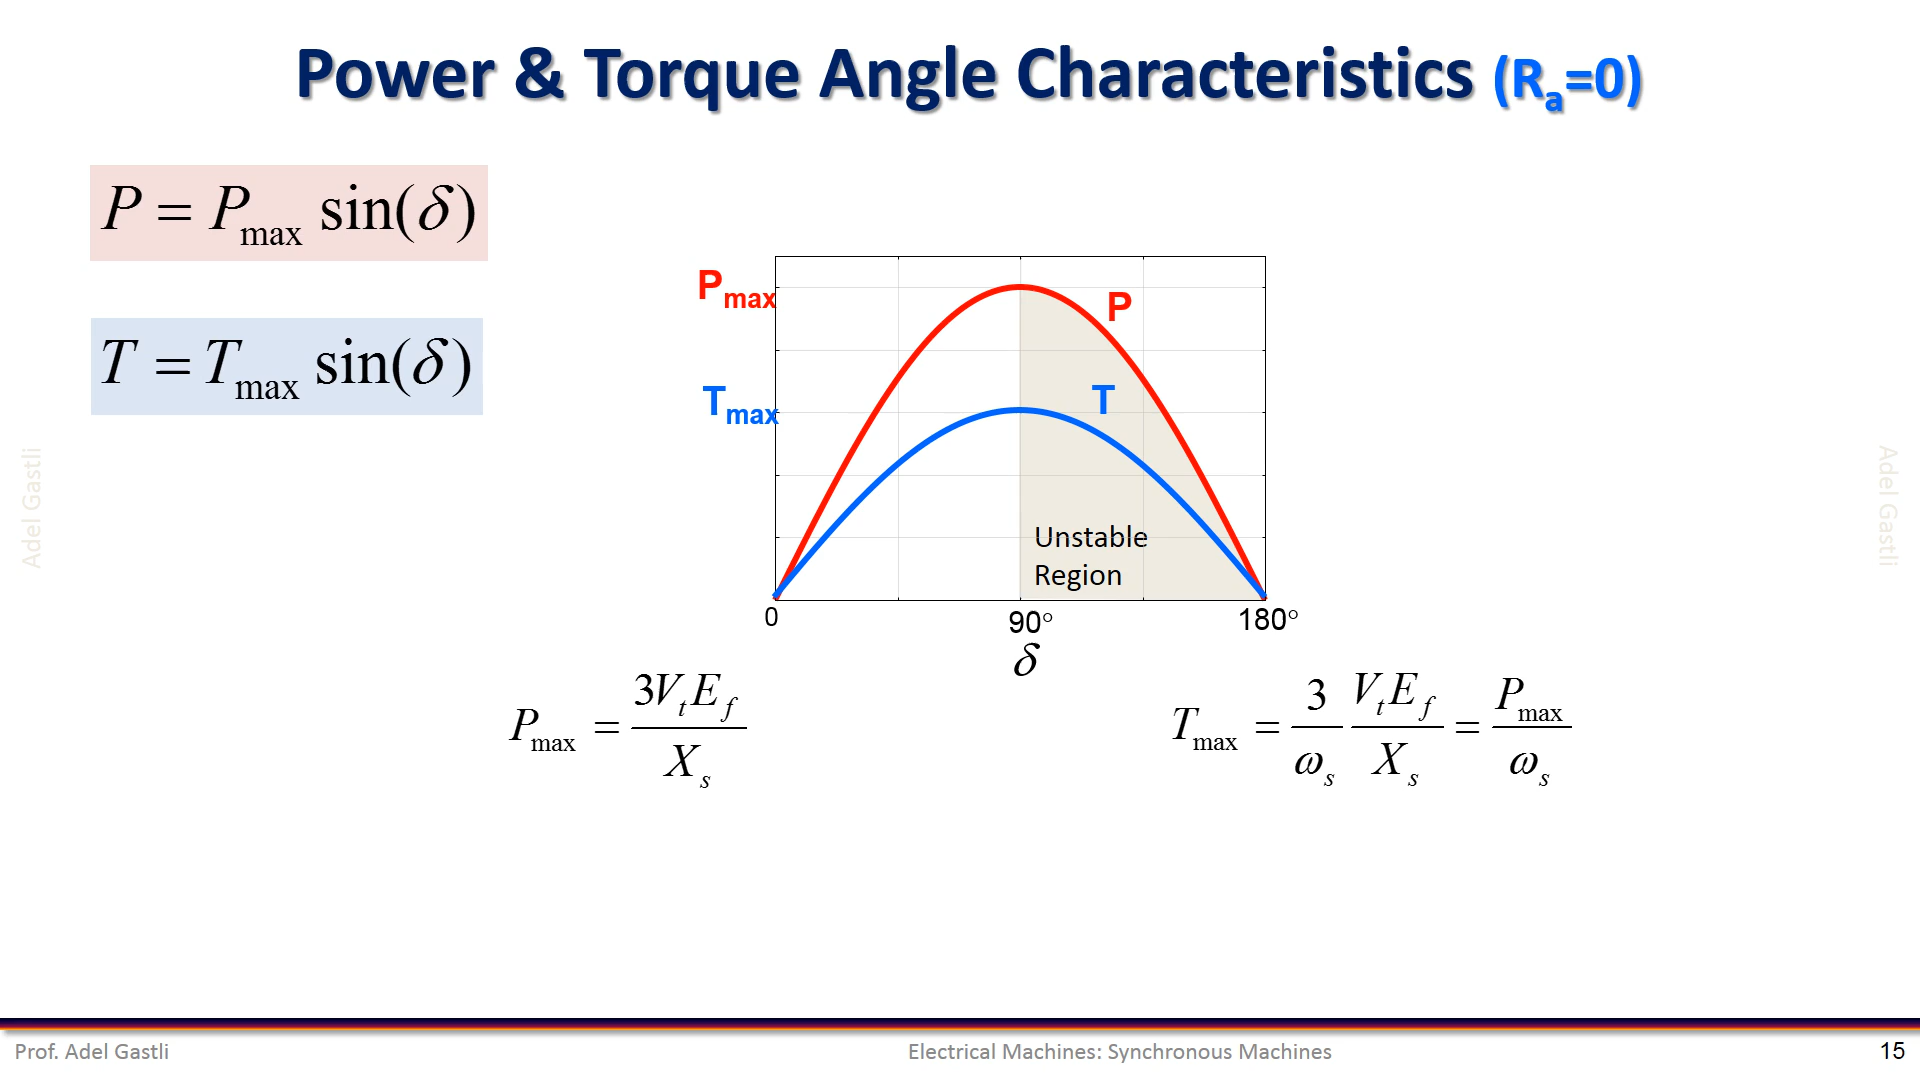 Power & Torque Angle Characteristics (Ra=0)
P = Pmax sin(δ)
T = Tmax sin(δ)
Pmax
P
Tmax
T
Unstable
Region
0
90°
180°
δ
Pmax = 3VtEf / Xs
Tmax = 3/ωs VtEf/Xs = Pmax/ωs
Adel Gastli
Adel Gastli
Prof. Adel Gastli
Electrical Machines: Synchronous Machines
15